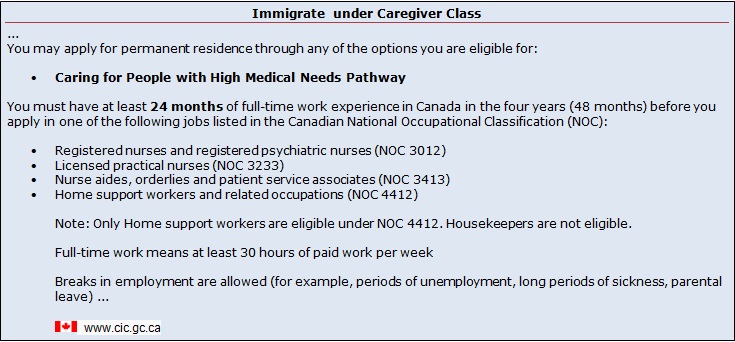 Immigrate under Caregiver Class
...
You may apply for permanent residence through any of the options you are eligible for:
• Caring for People with High Medical Needs Pathway
You must have at least 24 months of full-time work experience in Canada in the four years (48 months) before you
apply in one of the following jobs listed in the Canadian National Occupational Classification (NOC):
• Registered nurses and registered psychiatric nurses (NOC 3012)
• Licensed practical nurses (NOC 3233)
• Nurse aides, orderlies and patient service associates (NOC 3413)
• Home support workers and related occupations (NOC 4412)
Note: Only Home support workers are eligible under NOC 4412. Housekeepers are not eligible.
Full-time work means at least 30 hours of paid work per week
Breaks in employment are allowed (for example, periods of unemployment, long periods of sickness, parental
leave) ...
www.cic.gc.ca